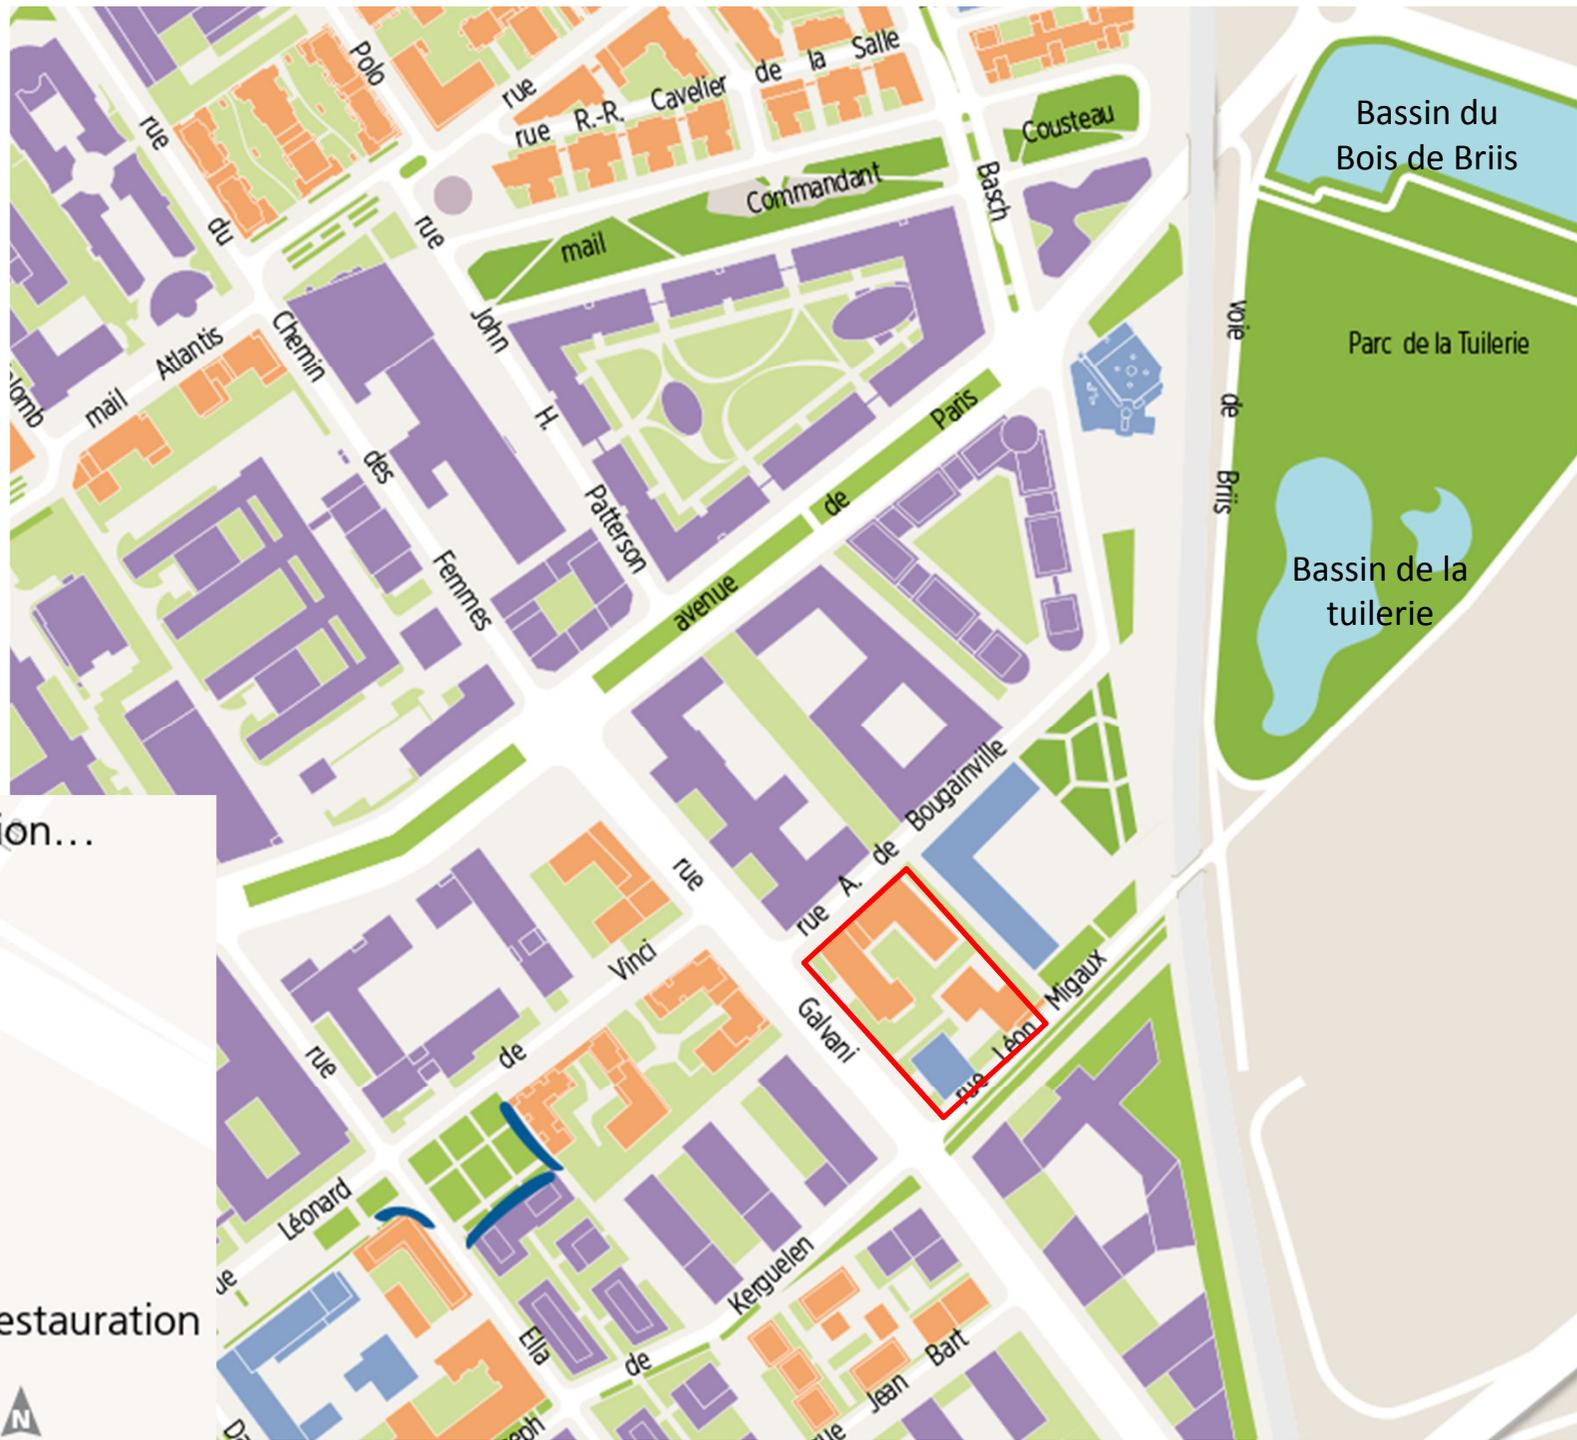 Polo
rue
rue R.-R. Cavelier de la Salle
rue
du
Chemin
des
Femmes
rue
John
H.
Patterson
mail Commandant Cousteau
Basch
mail Atlantis
Bassin du
Bois de Briis
voie de Briis
Parc de la Tuilerie
Bassin de la
tuilerie
avenue de Paris
rue A. de Bougainville
rue
Galvani
rue Léon Migaux
rue
Léonard de Vinci
Ella
de Kerguelen
Jean Bart
ion...
estauration
N